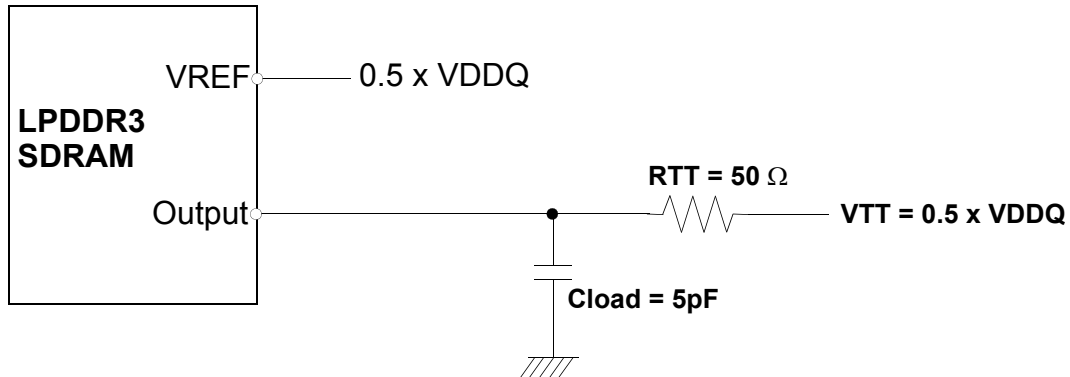 VREF
0.5 x VDDQ
LPDDR3
SDRAM
RTT = 50 Ω
Output
VTT = 0.5 x VDDQ
Cload = 5pF